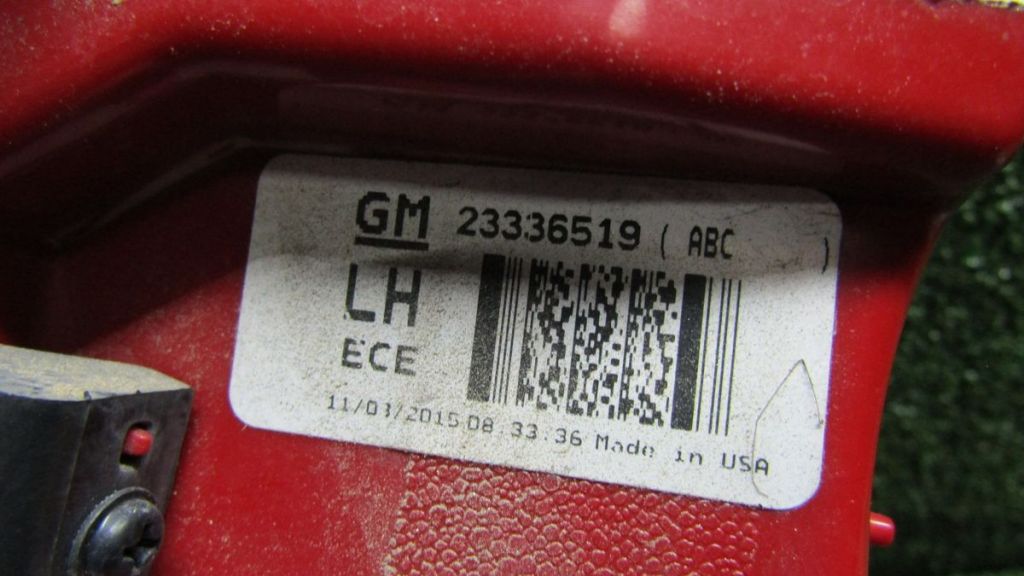 GM 23336519 ( ABC )
LH
ECE
11/03/2015 08:33:36 Made in USA